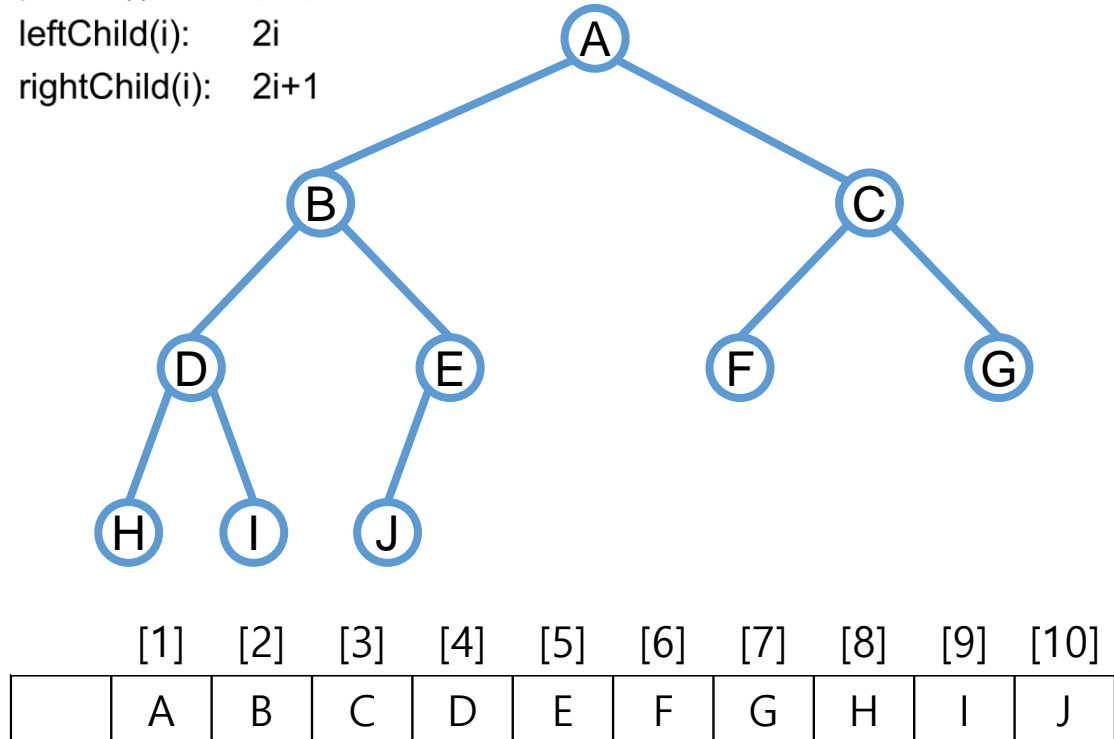 leftChild(i): 2i
rightChild(i): 2i+1
A
B
C
D
E
F
G
H
I
J
[1] [2] [3] [4] [5] [6] [7] [8] [9] [10]
A B C D E F G H I J